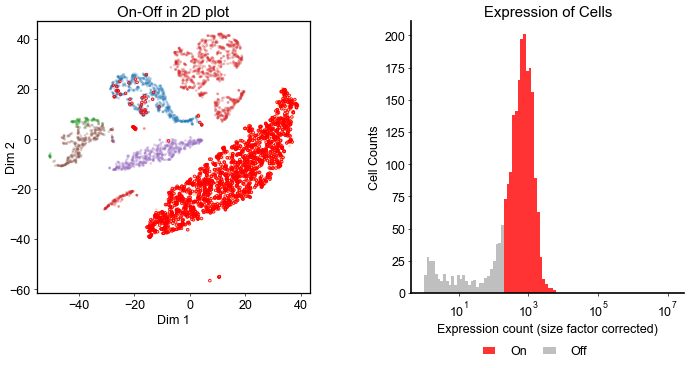 On-Off in 2D plot
Expression of Cells
40
20
0
−20
−40
−60
Dim 2
−40 −20 0 20 40
Dim 1
200
175
150
125
100
75
50
25
0
Cell Counts
10^1 10^3 10^5 10^7
Expression count (size factor corrected)
On Off